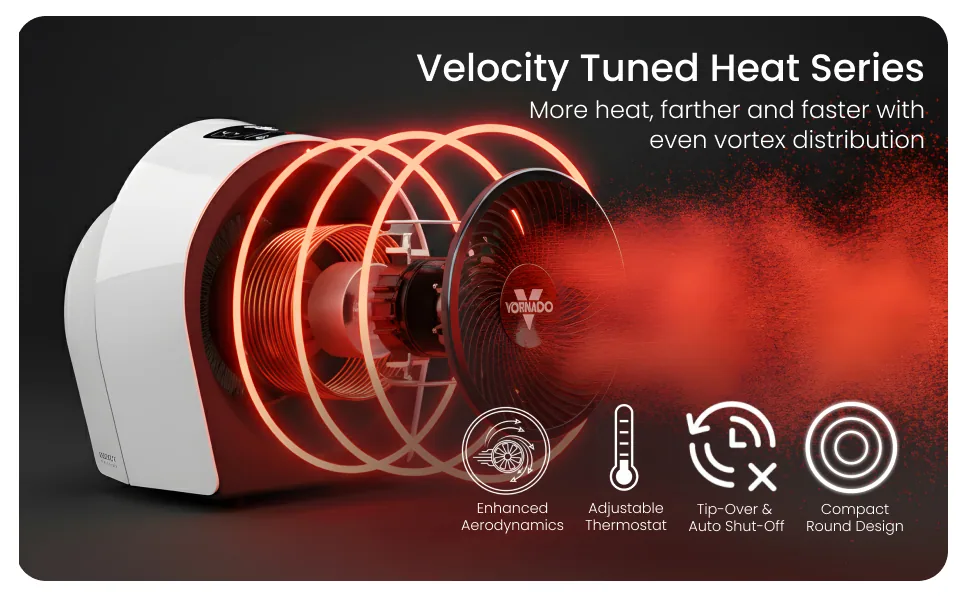 Velocity Tuned Heat Series
More heat, farther and faster with
even vortex distribution
VORNADO
Enhanced
Aerodynamics
Adjustable
Thermostat
Tip-Over &
Auto Shut-Off
Compact
Round Design